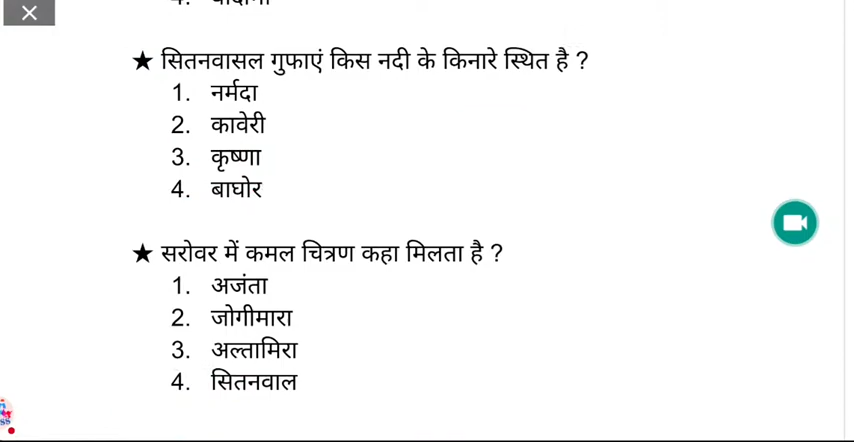 ★ सितनवासल गुफाएं किस नदी के किनारे स्थित है ?
1. नर्मदा
2. कावेरी
3. कृष्णा
4. बाघोर
★ सरोवर में कमल चित्रण कहा मिलता है ?
1. अजंता
2. जोगीमारा
3. अल्तामिरा
4. सितनवाल